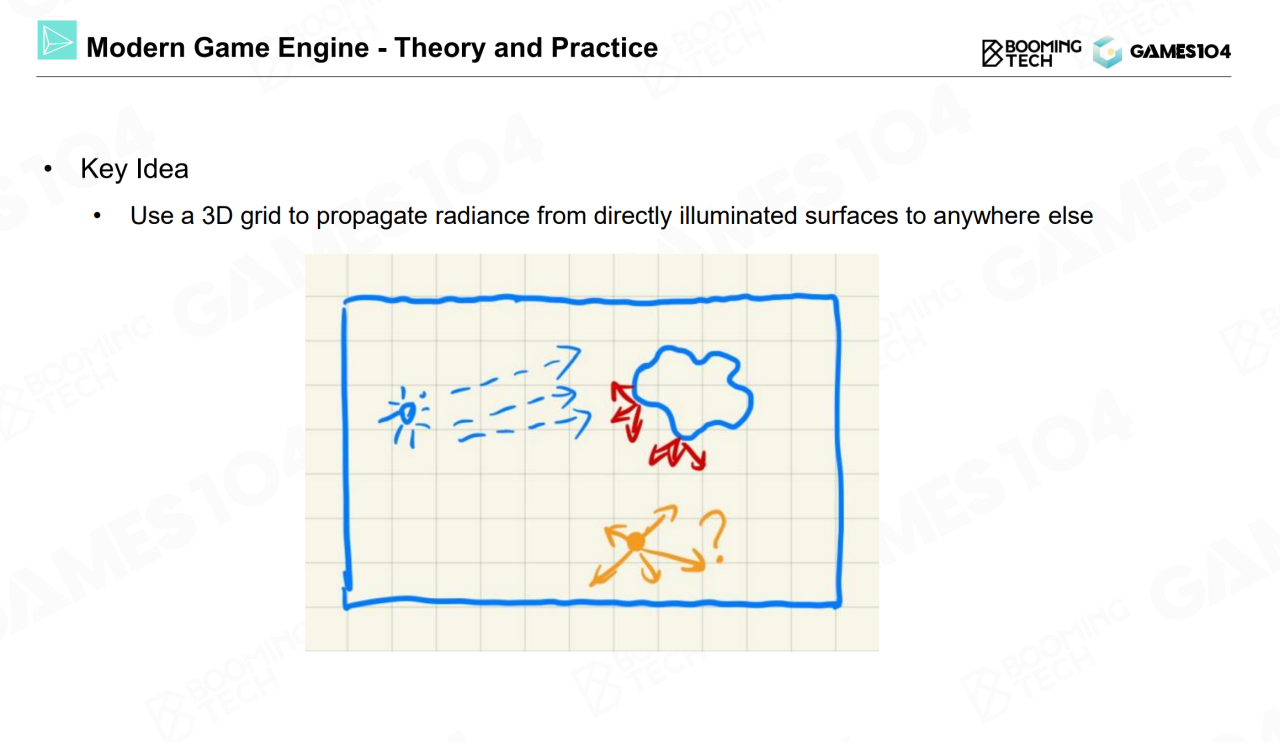 Modern Game Engine - Theory and Practice
BOOMING
TECH
GAMES104
• Key Idea
• Use a 3D grid to propagate radiance from directly illuminated surfaces to anywhere else
?